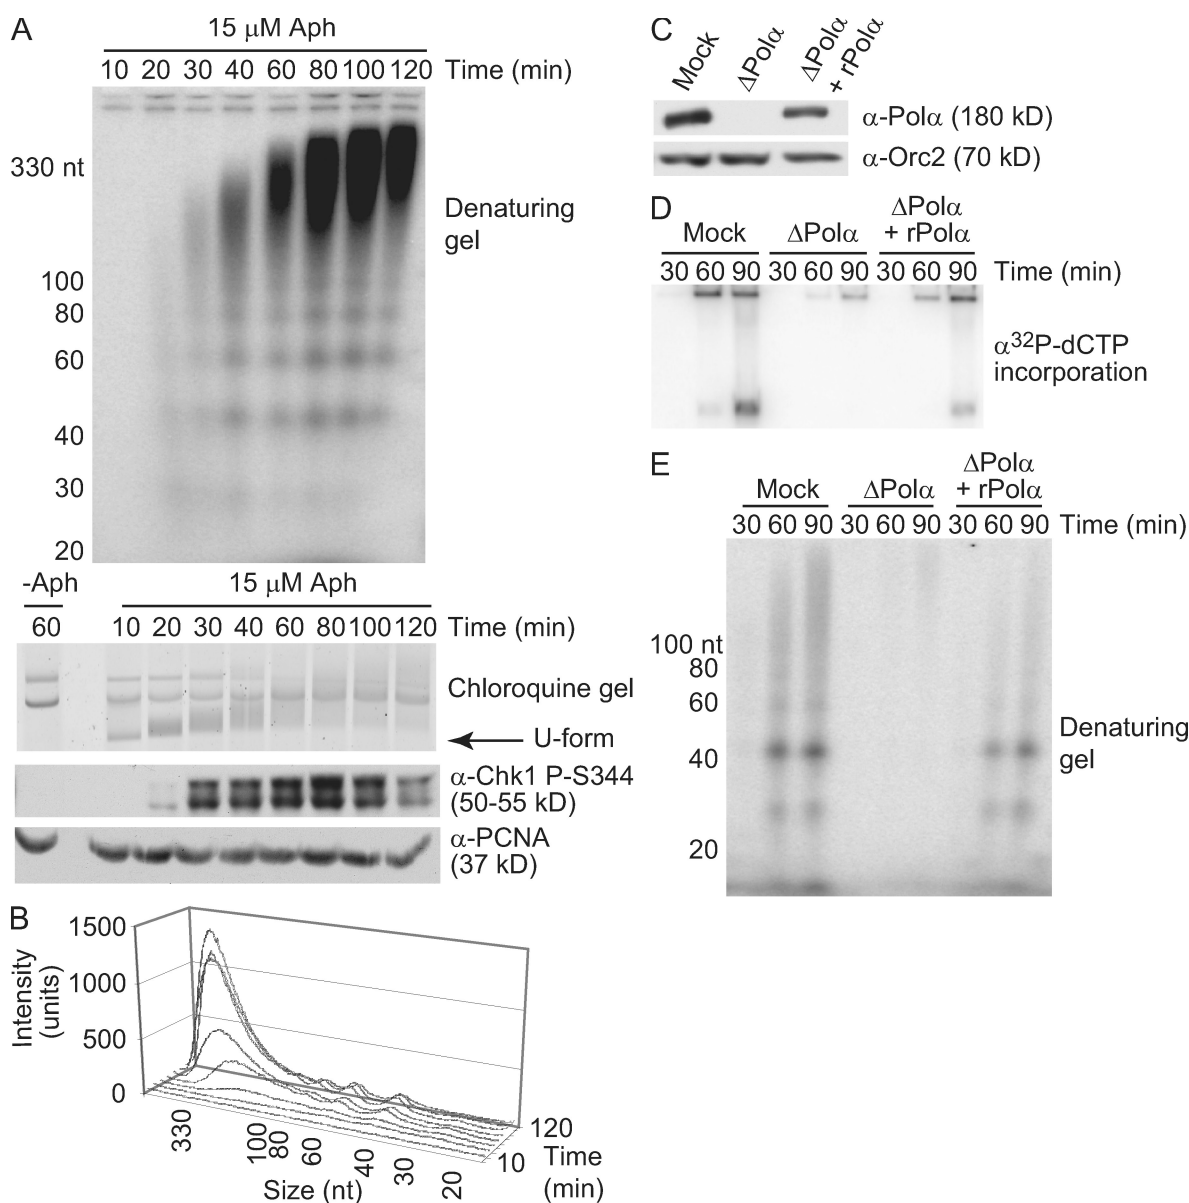 A
15 µM Aph
10 20 30 40 60 80 100 120 Time (min)
330 nt
100
80
60
40
30
20
Denaturing
gel
-Aph
15 µM Aph
60 10 20 30 40 60 80 100 120 Time (min)
Chloroquine gel
U-form
α-Chk1 P-S344
(50-55 kD)
α-PCNA
(37 kD)
B
Intensity
(units)
1500
1000
500
0
330 100 80 60 40 30 20
Size (nt)
120
10
Time
(min)
C
Mock
ΔPolα
ΔPolα
+ rPolα
α-Polα (180 kD)
α-Orc2 (70 kD)
D
Mock ΔPolα ΔPolα
+ rPolα
30 60 90 30 60 90 30 60 90 Time (min)
α³²P-dCTP
incorporation
E
Mock ΔPolα ΔPolα
+ rPolα
30 60 90 30 60 90 30 60 90 Time (min)
100 nt
80
60
40
20
Denaturing
gel